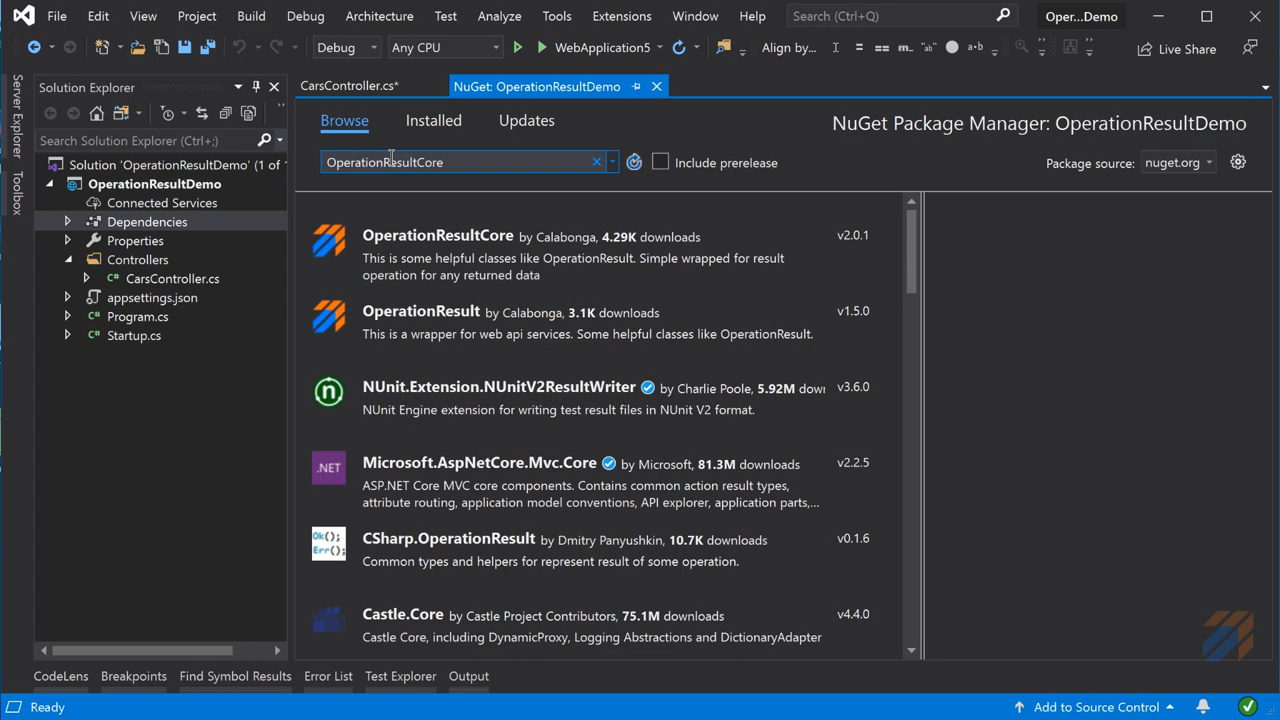 File Edit View Project Build Debug Architecture Test Analyze Tools Extensions Window Help Search (Ctrl+Q) Oper...Demo
Debug Any CPU WebApplication5 Align by... Live Share
Server Explorer
Toolbox
Solution Explorer
Search Solution Explorer (Ctrl+;)
Solution 'OperationResultDemo' (1 of 1
OperationResultDemo
Connected Services
Dependencies
Properties
Controllers
C# CarsController.cs
appsettings.json
C# Program.cs
C# Startup.cs
CarsController.cs* NuGet: OperationResultDemo
Browse Installed Updates NuGet Package Manager: OperationResultDemo
OperationResultCore Include prerelease Package source: nuget.org
OperationResultCore by Calabonga, 4.29K downloads v2.0.1
This is some helpful classes like OperationResult. Simple wrapped for result
operation for any returned data
OperationResult by Calabonga, 3.1K downloads v1.5.0
This is a wrapper for web api services. Some helpful classes like OperationResult.
NUnit.Extension.NUnitV2ResultWriter by Charlie Poole, 5.92M down v3.6.0
NUnit Engine extension for writing test result files in NUnit V2 format.
.NET Microsoft.AspNetCore.Mvc.Core by Microsoft, 81.3M downloads v2.2.5
ASP.NET Core MVC core components. Contains common action result types,
attribute routing, application model conventions, API explorer, application parts,...
Ok();
Err();
CSharp.OperationResult by Dmitry Panyushkin, 10.7K downloads v0.1.6
Common types and helpers for represent result of some operation.
Castle.Core by Castle Project Contributors, 75.1M downloads v4.4.0
Castle Core, including DynamicProxy, Logging Abstractions and DictionaryAdapter
CodeLens Breakpoints Find Symbol Results Error List Test Explorer Output
Ready Add to Source Control